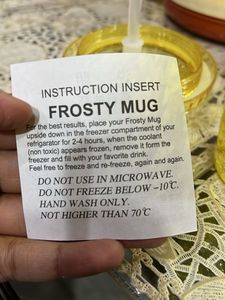 INSTRUCTION INSERT
FROSTY MUG
For the best results, place your Frosty Mug
upside down in the freezer compartment of your
refrigarator for 2-4 hours, when the coolant
(non toxic) appears frozen, remove it form the
freezer and fill with your favorite drink.
Feel free to freeze and re-freeze, again and again.
DO NOT USE IN MICROWAVE.
DO NOT FREEZE BELOW –10°C.
HAND WASH ONLY.
NOT HIGHER THAN 70°C